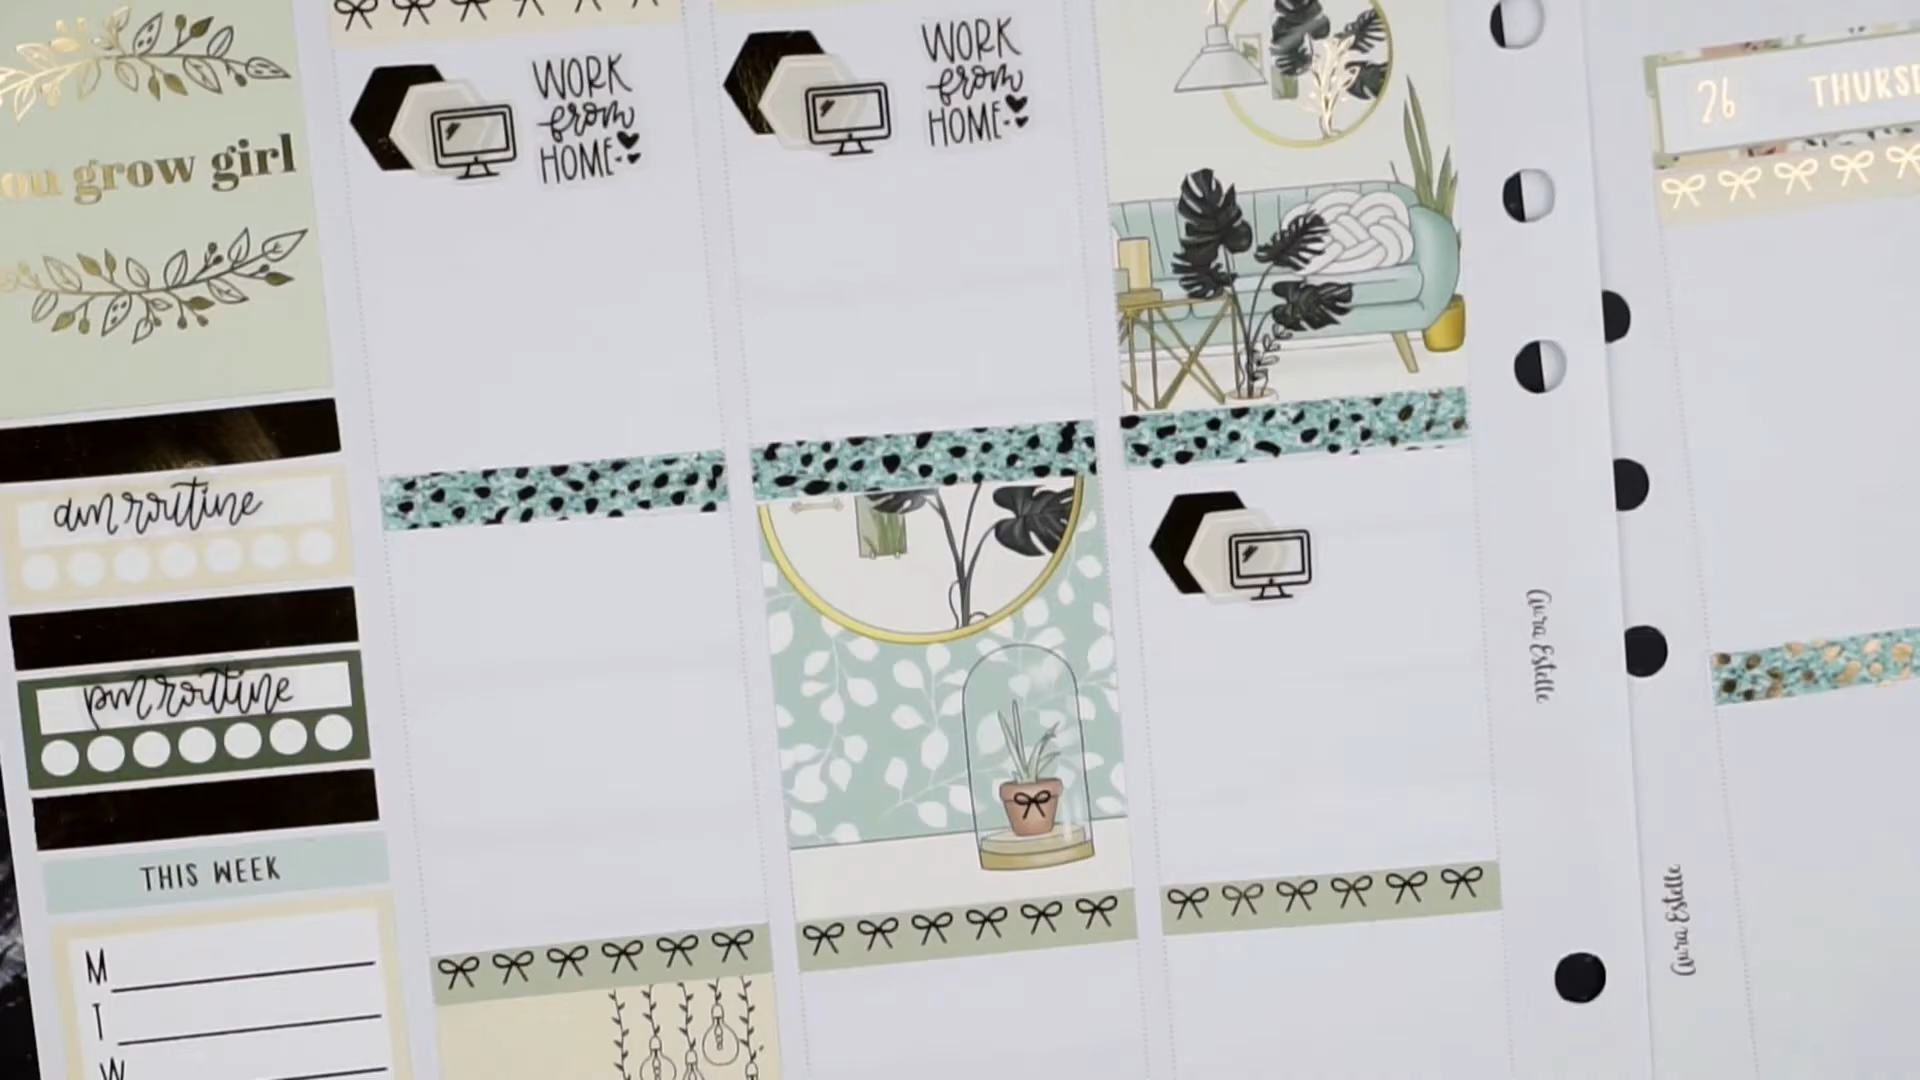 ou grow girl
am routine
pm routine
THIS WEEK
M
T
W
WORK
from
HOME
WORK
from
HOME
Aura Estelle
Aura Estelle
26 THURS